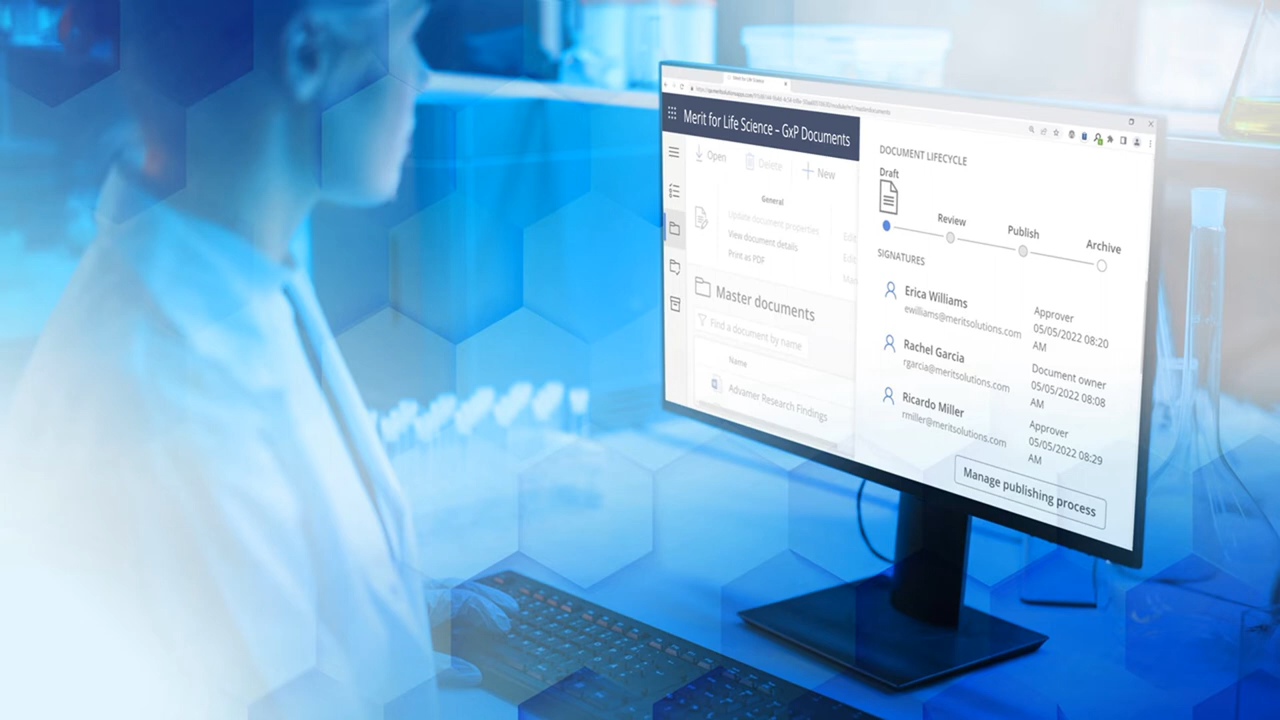 Merit for Life Science
Merit for Life Science – GxP Documents
Open
Delete
New
General
Update document properties
View document details
Print as PDF
Master documents
Find a document by name
Name
Advamer Research Findings
DOCUMENT LIFECYCLE
Draft
Review
Publish
Archive
SIGNATURES
Erica Williams
ewilliams@meritsolutions.com
Approver
05/05/2022 08:20
AM
Rachel Garcia
rgarcia@meritsolutions.com
Document owner
05/05/2022 08:08
AM
Ricardo Miller
rmiller@meritsolutions.com
Approver
05/05/2022 08:29
AM
Manage publishing process